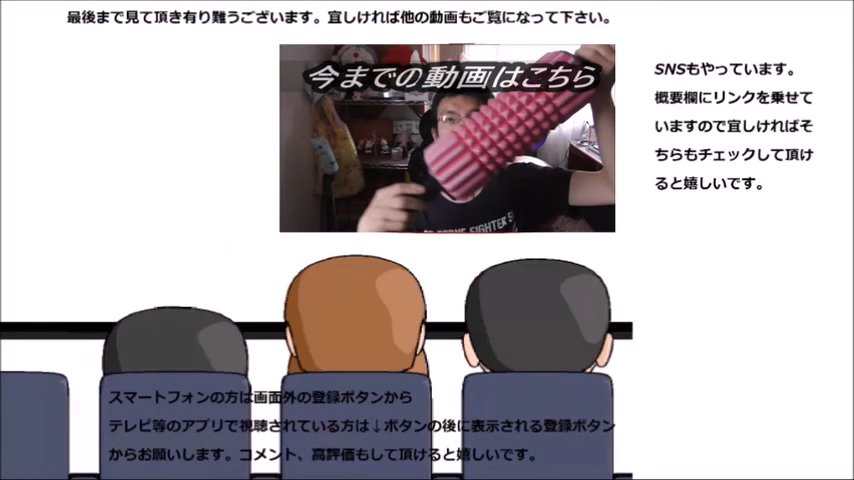 最後まで見て頂き有り難うございます。宜しければ他の動画もご覧になって下さい。
今までの動画はこちら
SNSもやっています。
概要欄にリンクを乗せて
いますので宜しければそ
ちらもチェックして頂け
ると嬉しいです。
スマートフォンの方は画面外の登録ボタンから
テレビ等のアプリで視聴されている方は↓ボタンの後に表示される登録ボタン
からお願いします。コメント、高評価もして頂けると嬉しいです。